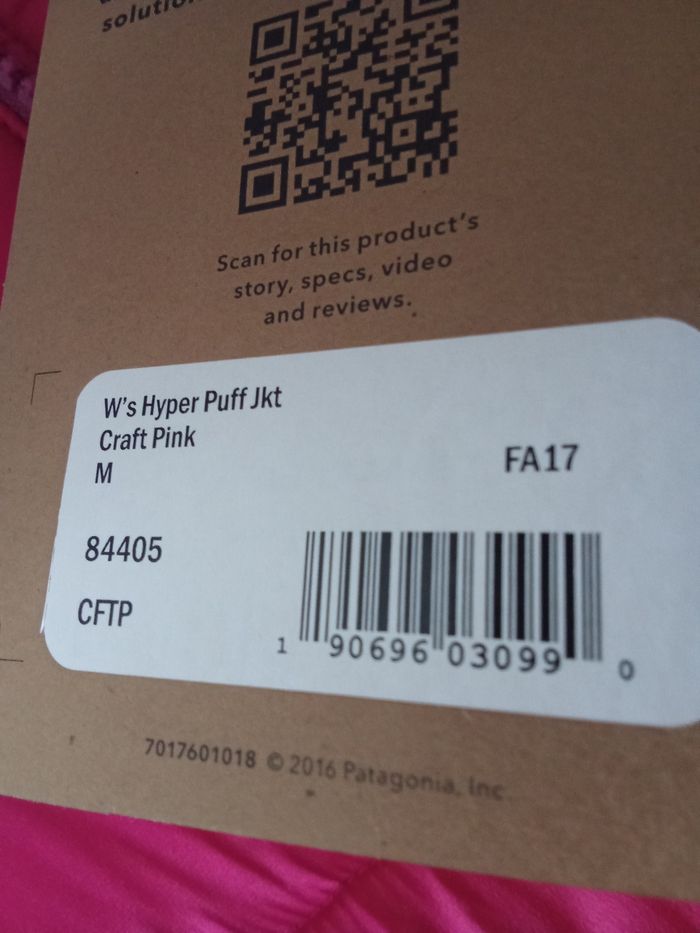 Scan for this product's
story, specs, video
and reviews.
W's Hyper Puff Jkt
Craft Pink
M
FA17
84405
CFTP
1 90696 03099 0
7017601018 © 2016 Patagonia, Inc.